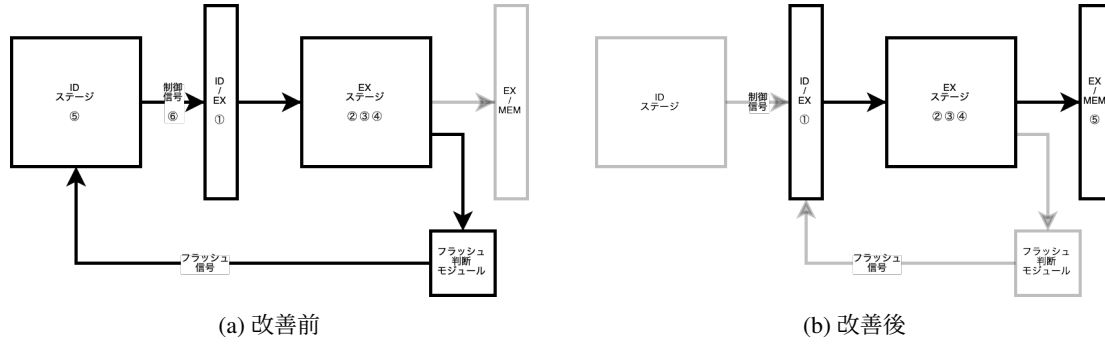 ID
ステージ
⑤
制御
信号
⑥
ID
/
EX
①
EX
ステージ
②③④
EX
/
MEM
フラッシュ
信号
フラッシュ
判断
モジュール
(a) 改善前
ID
ステージ
制御
信号
ID
/
EX
①
EX
ステージ
②③④
EX
/
MEM
⑤
フラッシュ
信号
フラッシュ
判断
モジュール
(b) 改善後